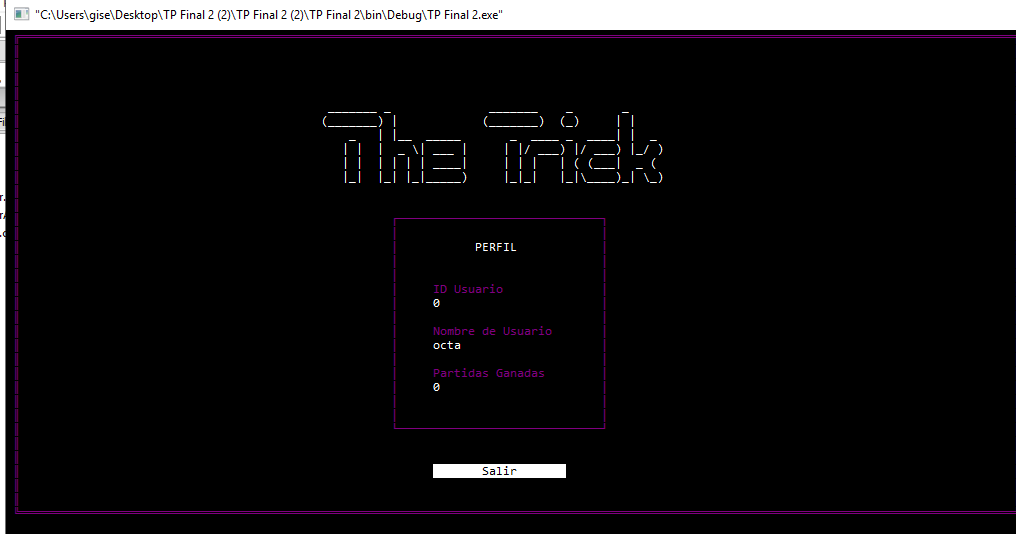 "C:\Users\gise\Desktop\TP Final 2 (2)\TP Final 2 (2)\TP Final 2\bin\Debug\TP Final 2.exe"
The Trick
PERFIL
ID Usuario
0
Nombre de Usuario
octa
Partidas Ganadas
0
Salir